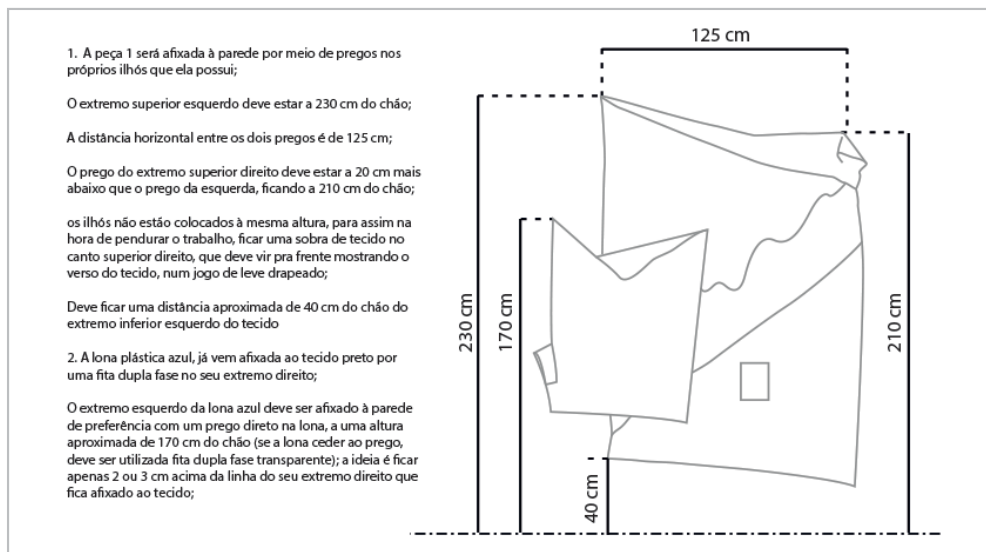 1. A peça 1 será afixada à parede por meio de pregos nos
próprios ilhós que ela possui;
O extremo superior esquerdo deve estar a 230 cm do chão;
A distância horizontal entre os dois pregos é de 125 cm;
O prego do extremo superior direito deve estar a 20 cm mais
abaixo que o prego da esquerda, ficando a 210 cm do chão;
os ilhós não estão colocados à mesma altura, para assim na
hora de pendurar o trabalho, ficar uma sobra de tecido no
canto superior direito, que deve vir pra frente mostrando o
verso do tecido, num jogo de leve drapeado;
Deve ficar uma distância aproximada de 40 cm do chão do
extremo inferior esquerdo do tecido
2. A lona plástica azul, já vem afixada ao tecido preto por
uma fita dupla fase no seu extremo direito;
O extremo esquerdo da lona azul deve ser afixado à parede
de preferência com um prego direto na lona, a uma altura
aproximada de 170 cm do chão (se a lona ceder ao prego,
deve ser utilizada fita dupla fase transparente); a ideia é ficar
apenas 2 ou 3 cm acima da linha do seu extremo direito que
fica afixado ao tecido;
125 cm
230 cm
170 cm
40 cm
210 cm